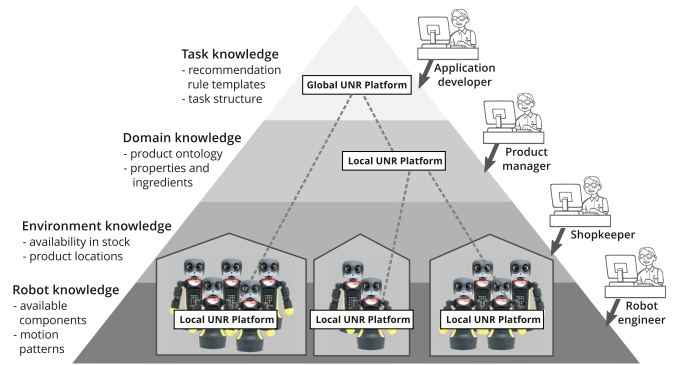 Task knowledge
- recommendation
rule templates
- task structure
Global UNR Platform
Application
developer
Domain knowledge
- product ontology
- properties and
ingredients
Local UNR Platform
Product
manager
Environment knowledge
- availability in stock
- product locations
Shopkeeper
Robot knowledge
- available
components
- motion
patterns
Local UNR Platform
Local UNR Platform
Local UNR Platform
Robot
engineer